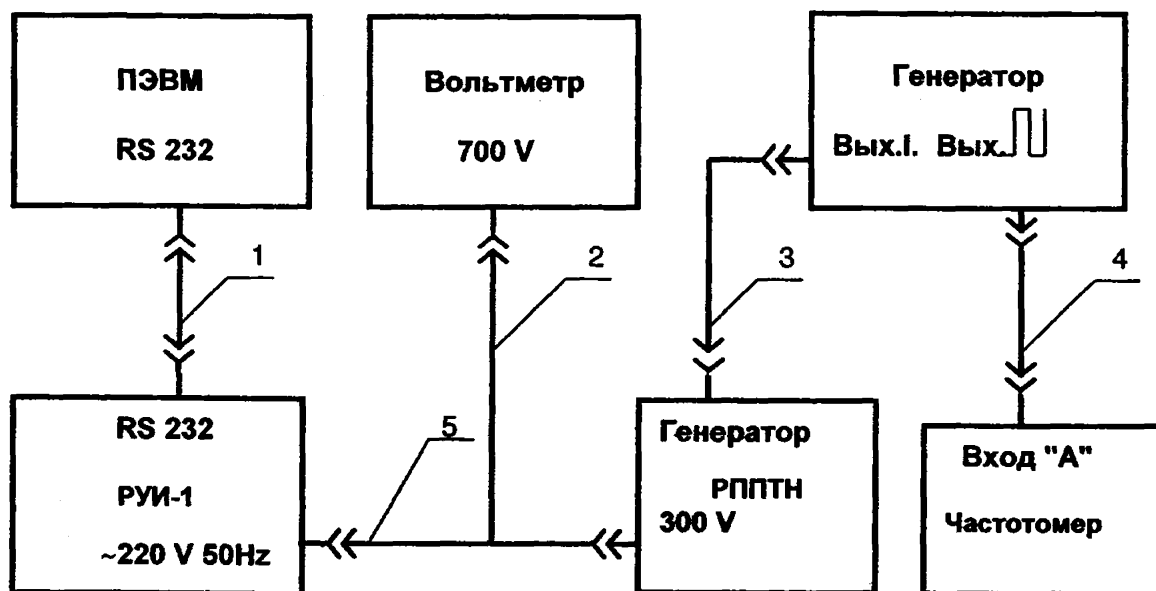 ПЭВМ
RS 232
Вольтметр
700 V
Генератор
Вых.I. Вых.
1
2
3
4
RS 232
РУИ-1
~220 V 50Hz
5
Генератор
РППТН
300 V
Вход "А"
Частотомер